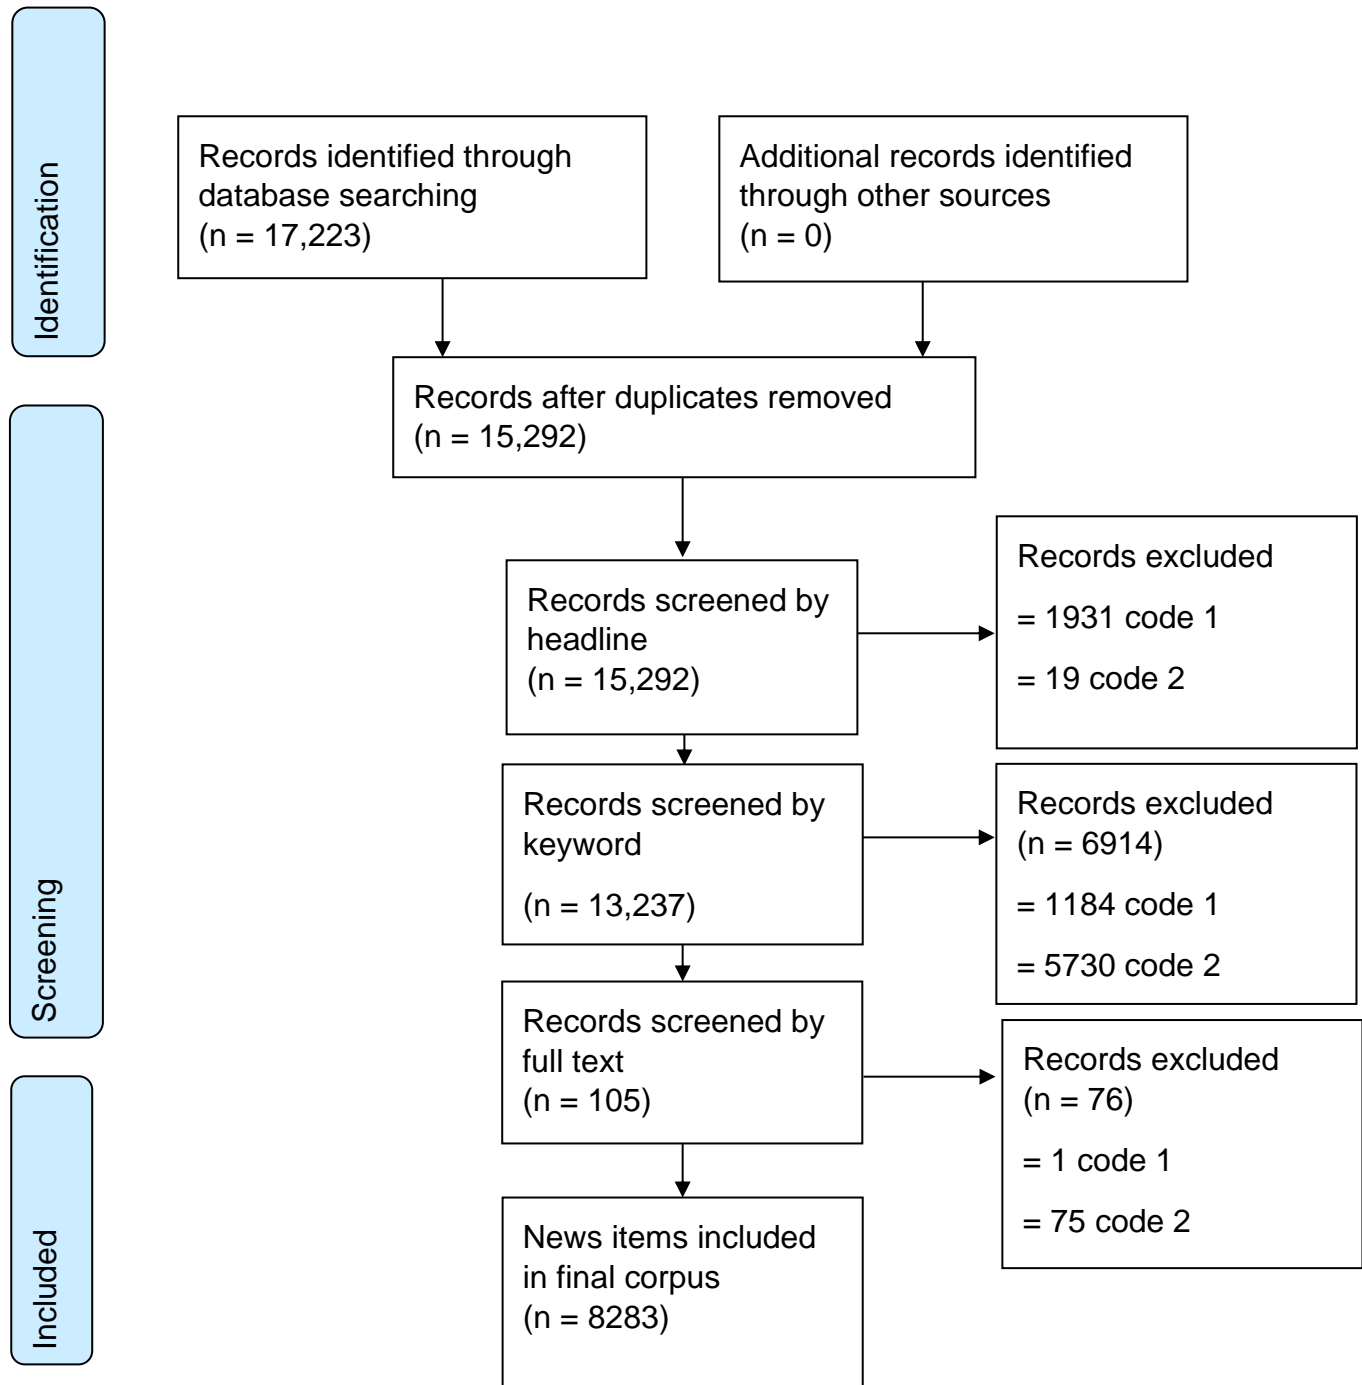 Identification
Records identified through
database searching
(n = 17,223)
Additional records identified
through other sources
(n = 0)
Records after duplicates removed
(n = 15,292)
Screening
Records screened by
headline
(n = 15,292)
Records excluded
= 1931 code 1
= 19 code 2
Records screened by
keyword
(n = 13,237)
Records excluded
(n = 6914)
= 1184 code 1
= 5730 code 2
Records screened by
full text
(n = 105)
Records excluded
(n = 76)
= 1 code 1
= 75 code 2
Included
News items included
in final corpus
(n = 8283)